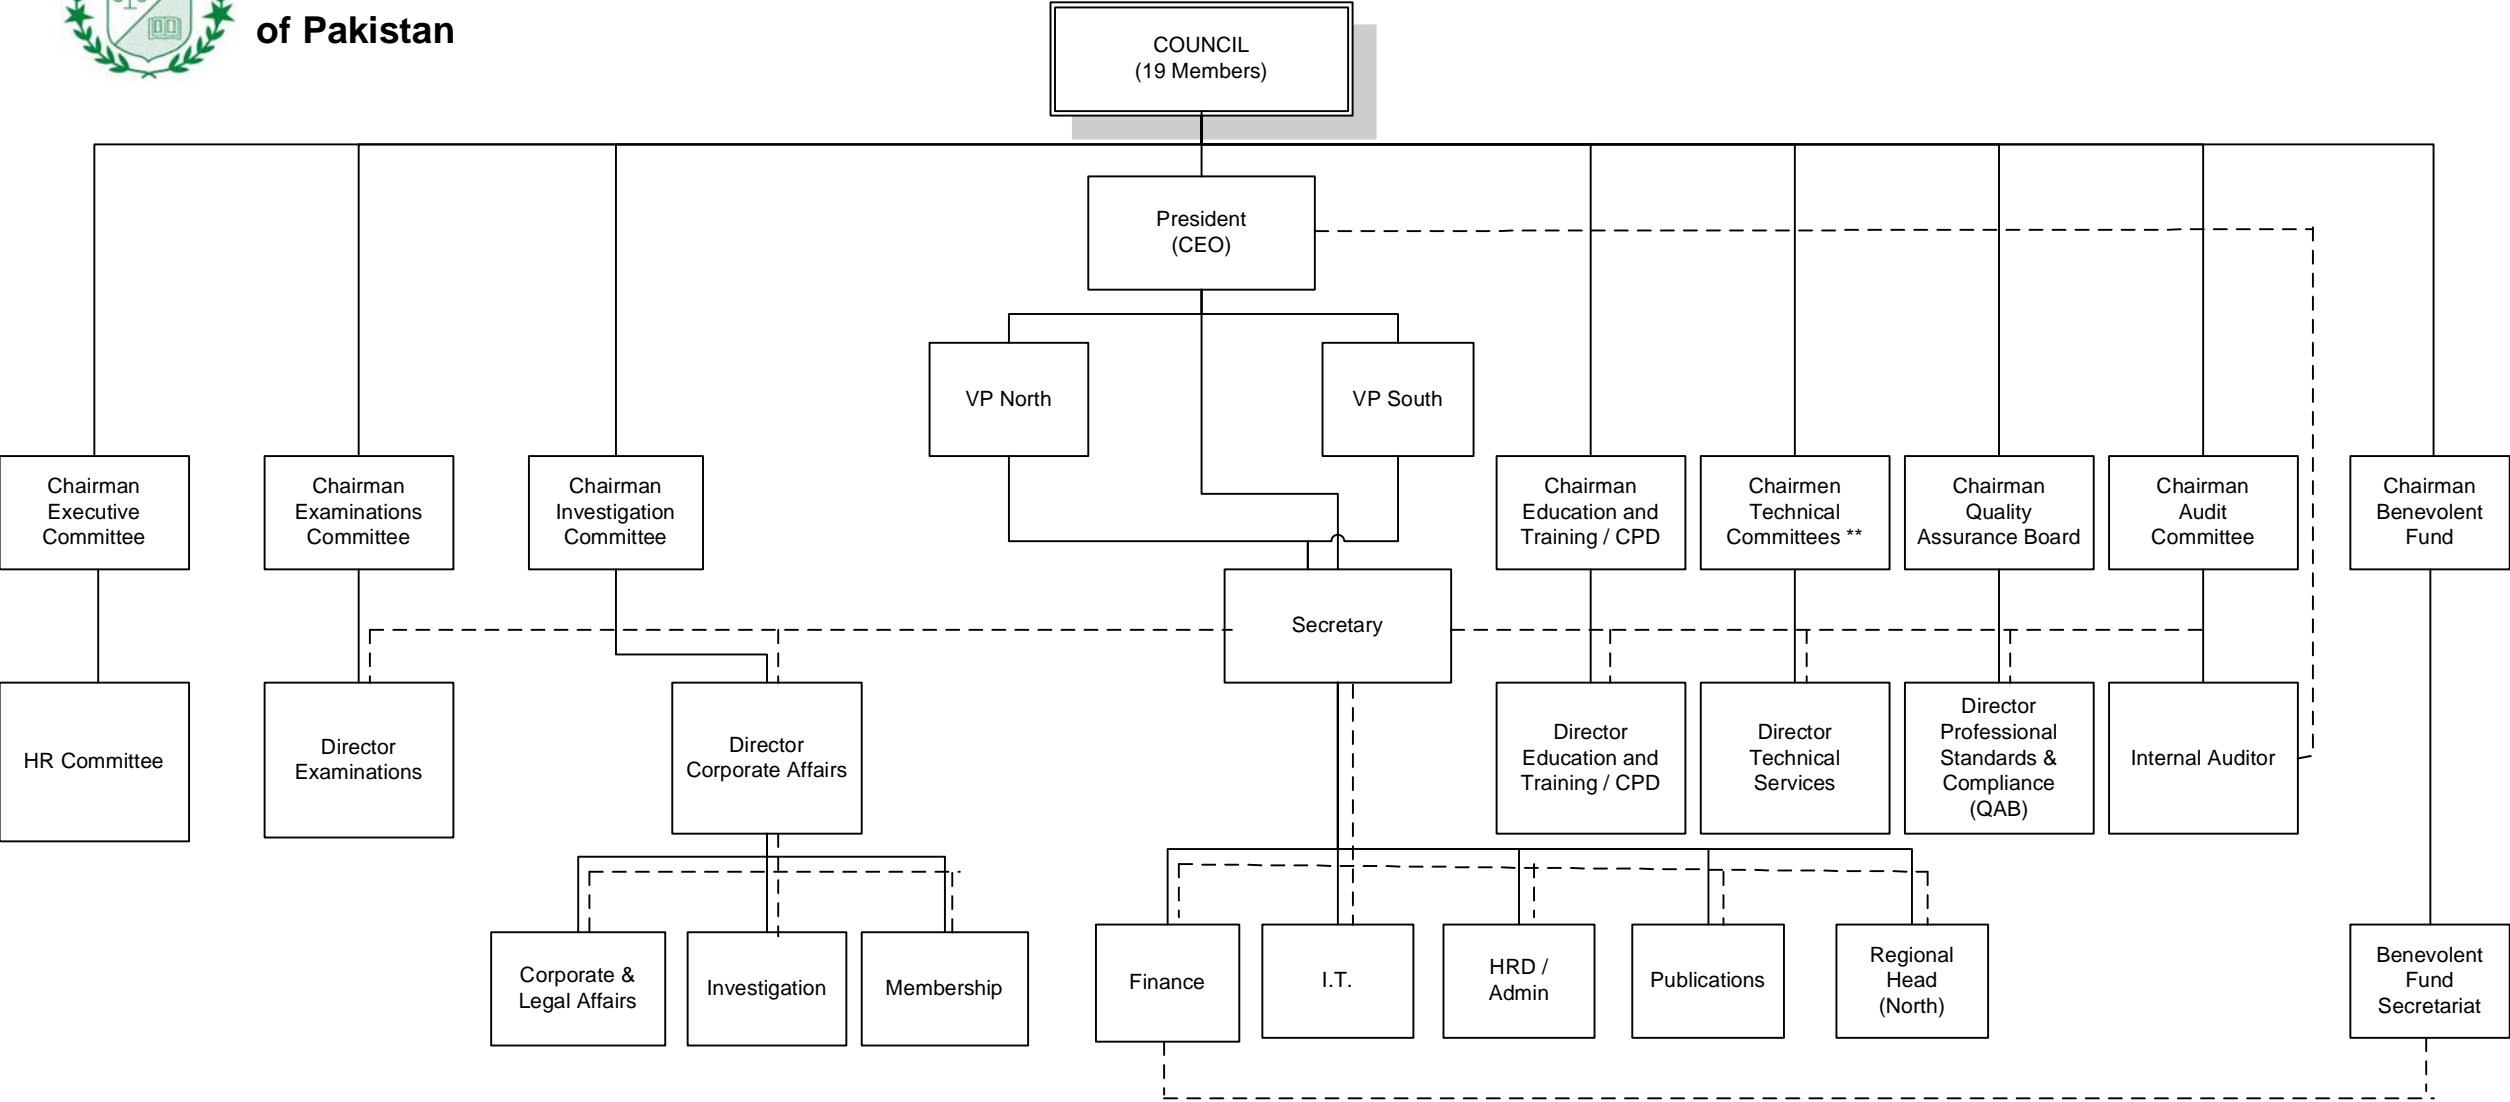 of Pakistan
COUNCIL
(19 Members)
President
(CEO)
VP North
VP South
Chairman
Executive
Committee
Chairman
Examinations
Committee
Chairman
Investigation
Committee
Chairman
Education and
Training / CPD
Chairmen
Technical
Committees **
Chairman
Quality
Assurance Board
Chairman
Audit
Committee
Chairman
Benevolent
Fund
Secretary
HR Committee
Director
Examinations
Director
Corporate Affairs
Director
Education and
Training / CPD
Director
Technical
Services
Director
Professional
Standards &
Compliance
(QAB)
Internal Auditor
Corporate &
Legal Affairs
Investigation
Membership
Finance
I.T.
HRD /
Admin
Publications
Regional
Head
(North)
Benevolent
Fund
Secretariat